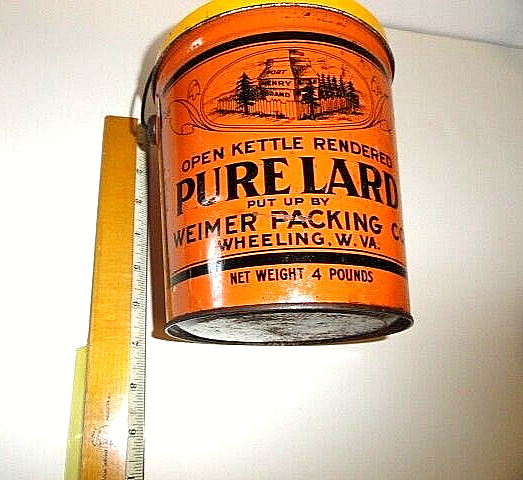 FORT
HENRY
BRAND
OPEN KETTLE RENDERED
PURE LARD
PUT UP BY
WEIMER PACKING C
WHEELING, W. VA.
NET WEIGHT 4 POUNDS